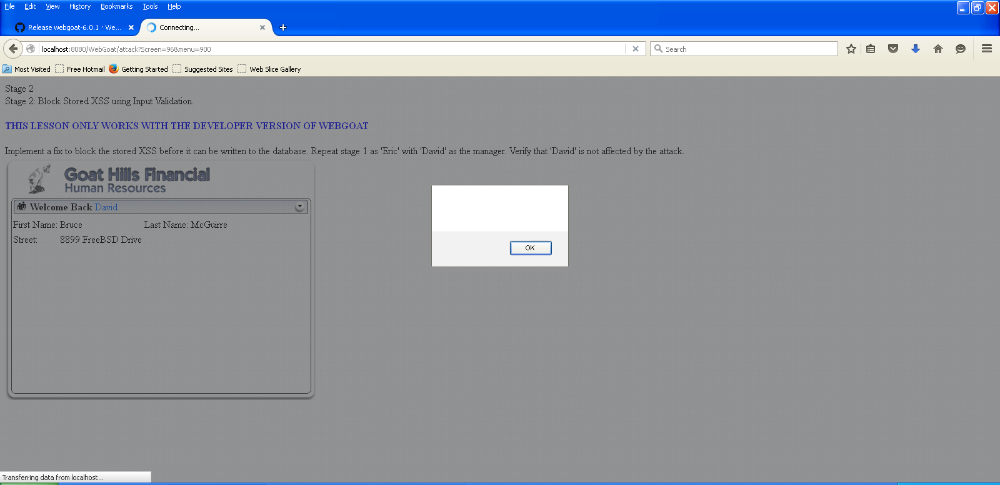 File Edit View History Bookmarks Tools Help
Release webgoat-6.0.1 · We... Connecting...
localhost:8080/WebGoat/attack?Screen=96&menu=900 Search
Most Visited Free Hotmail Getting Started Suggested Sites Web Slice Gallery
Stage 2
Stage 2: Block Stored XSS using Input Validation.
THIS LESSON ONLY WORKS WITH THE DEVELOPER VERSION OF WEBGOAT
Implement a fix to block the stored XSS before it can be written to the database. Repeat stage 1 as 'Eric' with 'David' as the manager. Verify that 'David' is not affected by the attack.
Goat Hills Financial
Human Resources
Welcome Back David
First Name: Bruce Last Name: McGuirre
Street: 8899 FreeBSD Drive
OK
Transferring data from localhost...